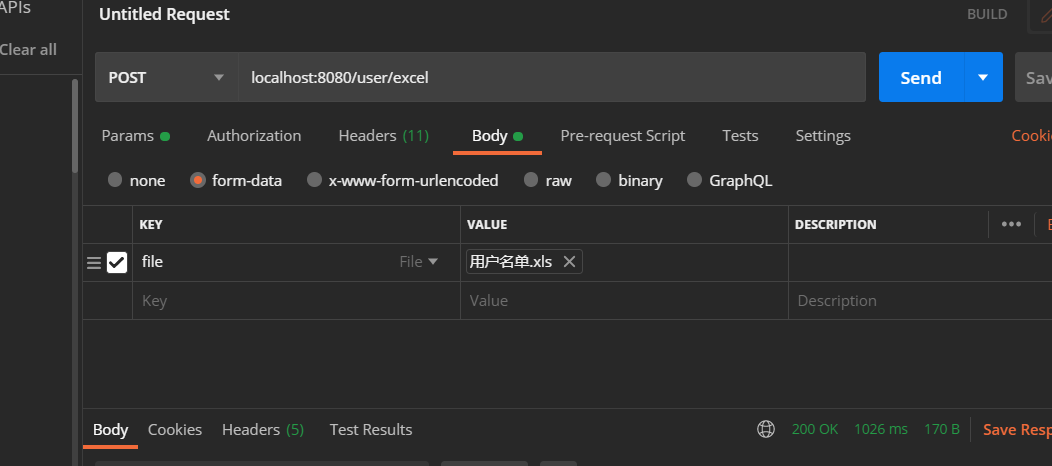 APIs
Untitled Request
BUILD
Clear all
POST
localhost:8080/user/excel
Send
Sav
Params
Authorization
Headers (11)
Body
Pre-request Script
Tests
Settings
Cooki
none
form-data
x-www-form-urlencoded
raw
binary
GraphQL
KEY
VALUE
DESCRIPTION
file
File
用户名单.xls
Key
Value
Description
Body
Cookies
Headers (5)
Test Results
200 OK
1026 ms
170 B
Save Resp